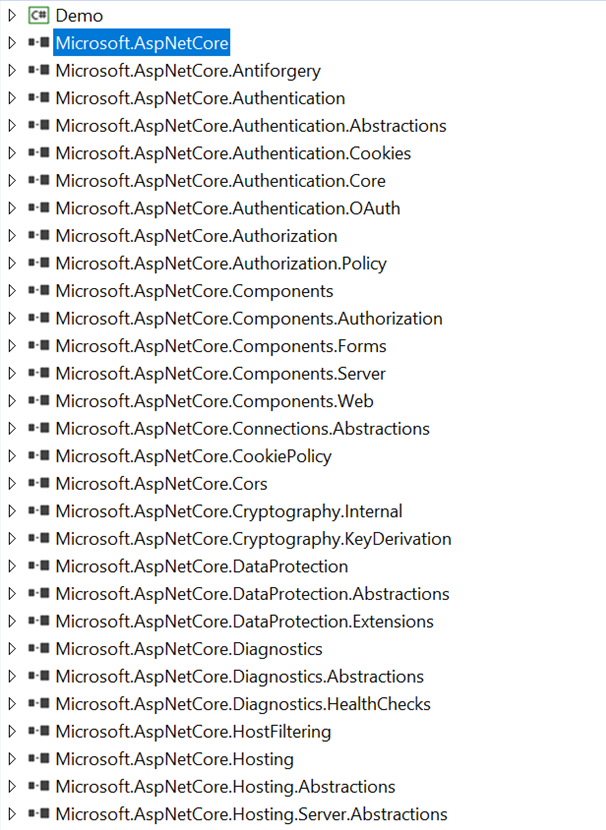 C# Demo
Microsoft.AspNetCore
Microsoft.AspNetCore.Antiforgery
Microsoft.AspNetCore.Authentication
Microsoft.AspNetCore.Authentication.Abstractions
Microsoft.AspNetCore.Authentication.Cookies
Microsoft.AspNetCore.Authentication.Core
Microsoft.AspNetCore.Authentication.OAuth
Microsoft.AspNetCore.Authorization
Microsoft.AspNetCore.Authorization.Policy
Microsoft.AspNetCore.Components
Microsoft.AspNetCore.Components.Authorization
Microsoft.AspNetCore.Components.Forms
Microsoft.AspNetCore.Components.Server
Microsoft.AspNetCore.Components.Web
Microsoft.AspNetCore.Connections.Abstractions
Microsoft.AspNetCore.CookiePolicy
Microsoft.AspNetCore.Cors
Microsoft.AspNetCore.Cryptography.Internal
Microsoft.AspNetCore.Cryptography.KeyDerivation
Microsoft.AspNetCore.DataProtection
Microsoft.AspNetCore.DataProtection.Abstractions
Microsoft.AspNetCore.DataProtection.Extensions
Microsoft.AspNetCore.Diagnostics
Microsoft.AspNetCore.Diagnostics.Abstractions
Microsoft.AspNetCore.Diagnostics.HealthChecks
Microsoft.AspNetCore.HostFiltering
Microsoft.AspNetCore.Hosting
Microsoft.AspNetCore.Hosting.Abstractions
Microsoft.AspNetCore.Hosting.Server.Abstractions